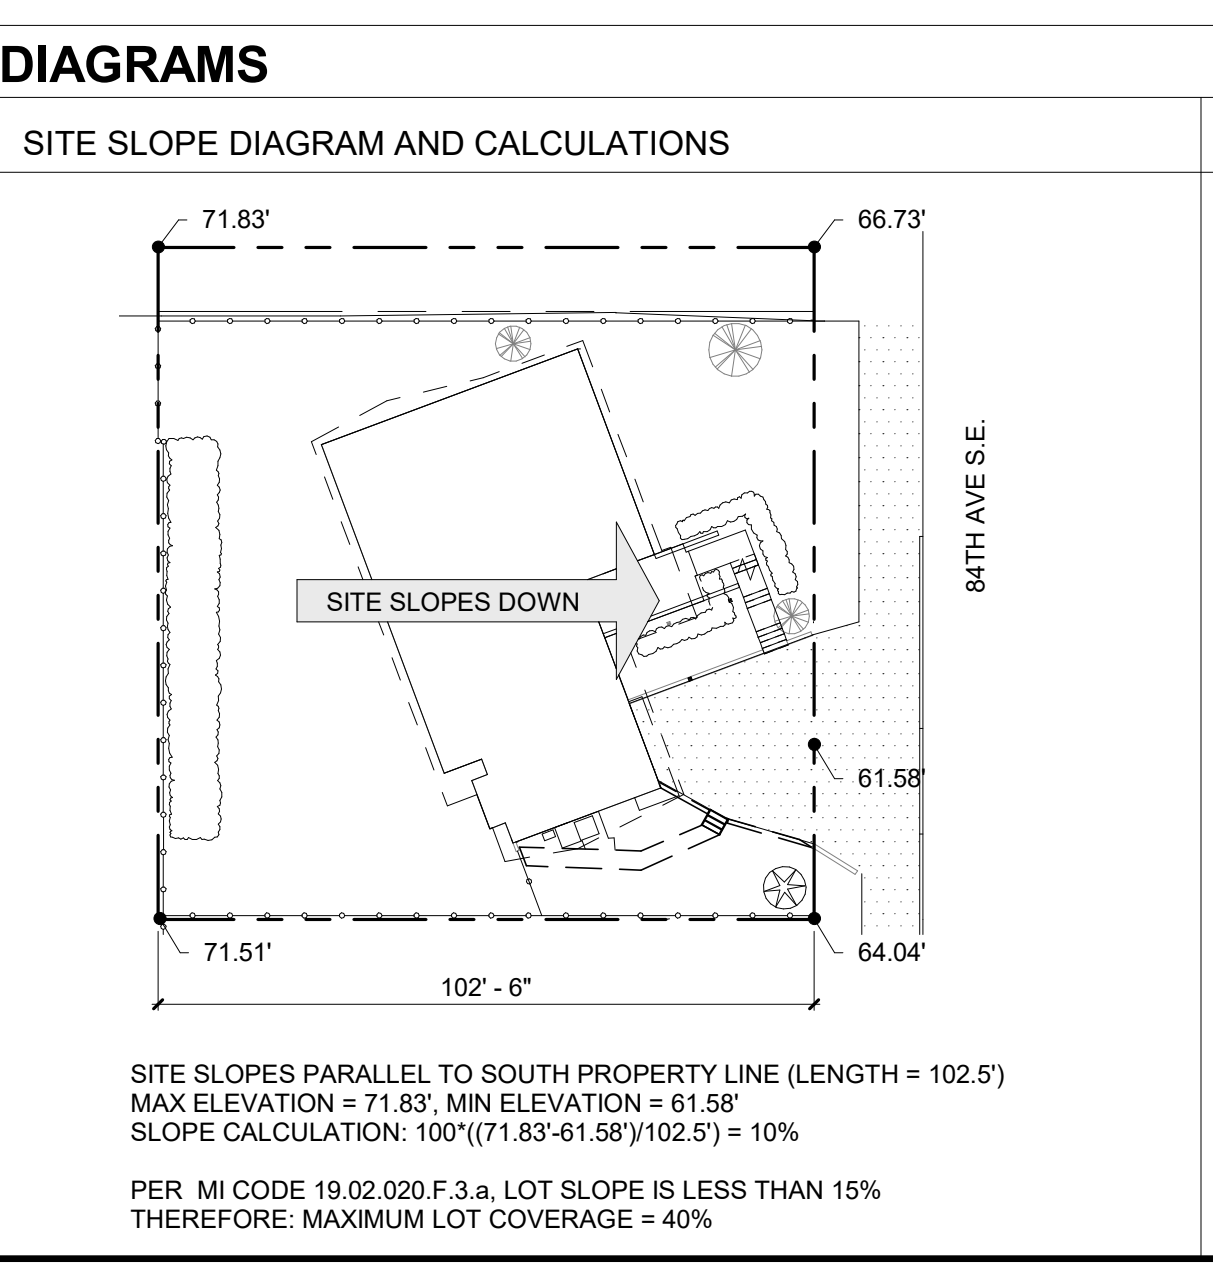 DIAGRAMS
SITE SLOPE DIAGRAM AND CALCULATIONS
71.83'
66.73'
84TH AVE S.E.
SITE SLOPES DOWN
61.58'
71.51'
64.04'
102' - 6"
SITE SLOPES PARALLEL TO SOUTH PROPERTY LINE (LENGTH = 102.5')
MAX ELEVATION = 71.83', MIN ELEVATION = 61.58'
SLOPE CALCULATION: 100*((71.83'-61.58')/102.5') = 10%
PER MI CODE 19.02.020.F.3.a, LOT SLOPE IS LESS THAN 15%
THEREFORE: MAXIMUM LOT COVERAGE = 40%